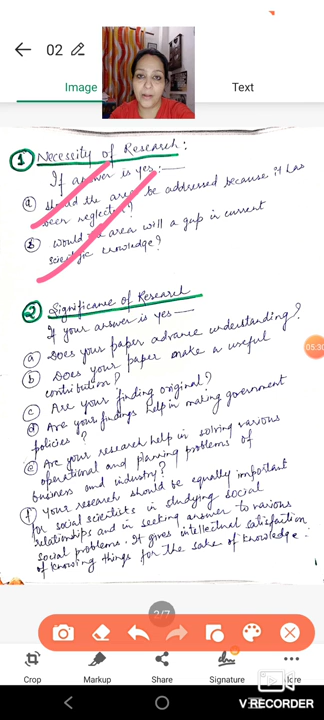 02
Image
Text
① Necessity of Research:
If answer is yes:—
ⓐ should the area be addressed because it has
been neglected?
ⓑ would area will a gap in current
scientific knowledge?
② Significance of Research
If your answer is yes —
ⓐ Does your paper advance understanding?
ⓑ Does your paper make a useful
contribution?
ⓒ Are your finding original?
ⓓ Are your findings help in making government
policies?
ⓔ Are your research help in solving various
operational and planning problems of
business and industry?
ⓕ Your research should be equally important
for social scientists in studying social
relationships and in seeking answer to various
social problems. It gives intellectual satisfaction
of knowing things for the sake of knowledge.
05:30
2/7
Crop
Markup
Share
Signature
More
V RECORDER